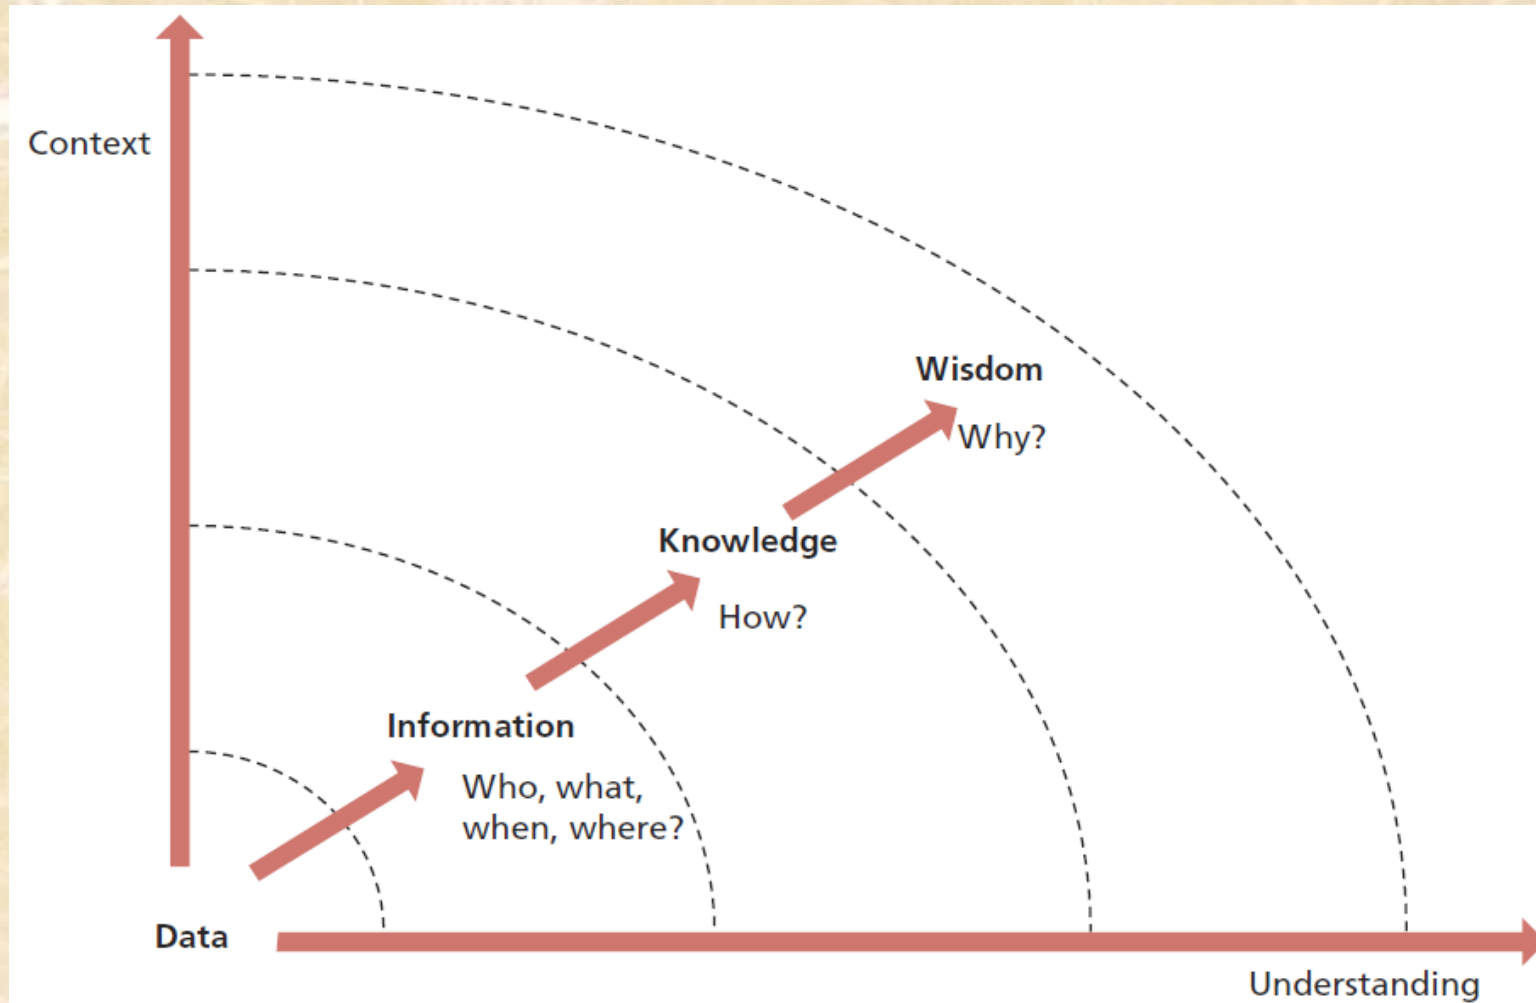 Context
Wisdom
Why?
Knowledge
How?
Information
Who, what,
when, where?
Data
Understanding